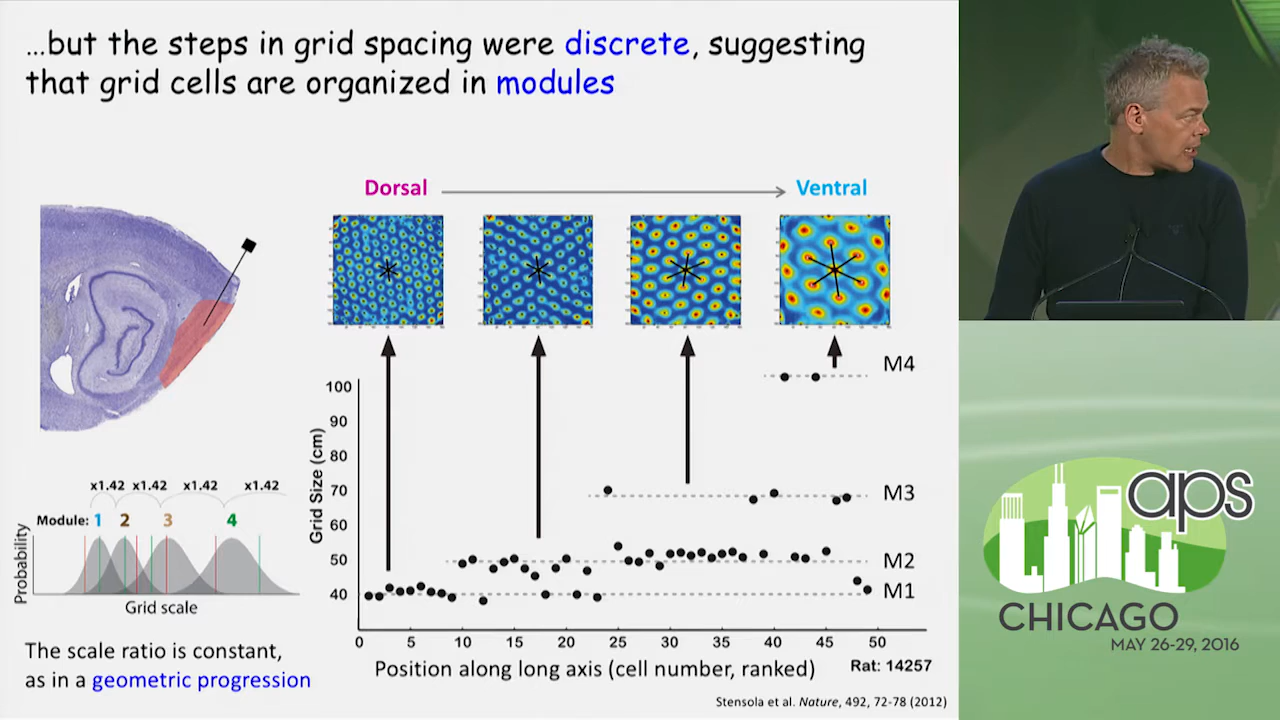 ...but the steps in grid spacing were discrete, suggesting
that grid cells are organized in modules
Dorsal
Ventral
M4
M3
M2
M1
Grid Size (cm)
100
90
80
70
60
50
40
0 5 10 15 20 25 30 35 40 45 50
Position along long axis (cell number, ranked)
Rat: 14257
x1.42 x1.42 x1.42 x1.42
Module: 1 2 3 4
Probability
Grid scale
The scale ratio is constant,
as in a geometric progression
Stensola et al. Nature, 492, 72-78 (2012)
aps
CHICAGO
MAY 26-29, 2016